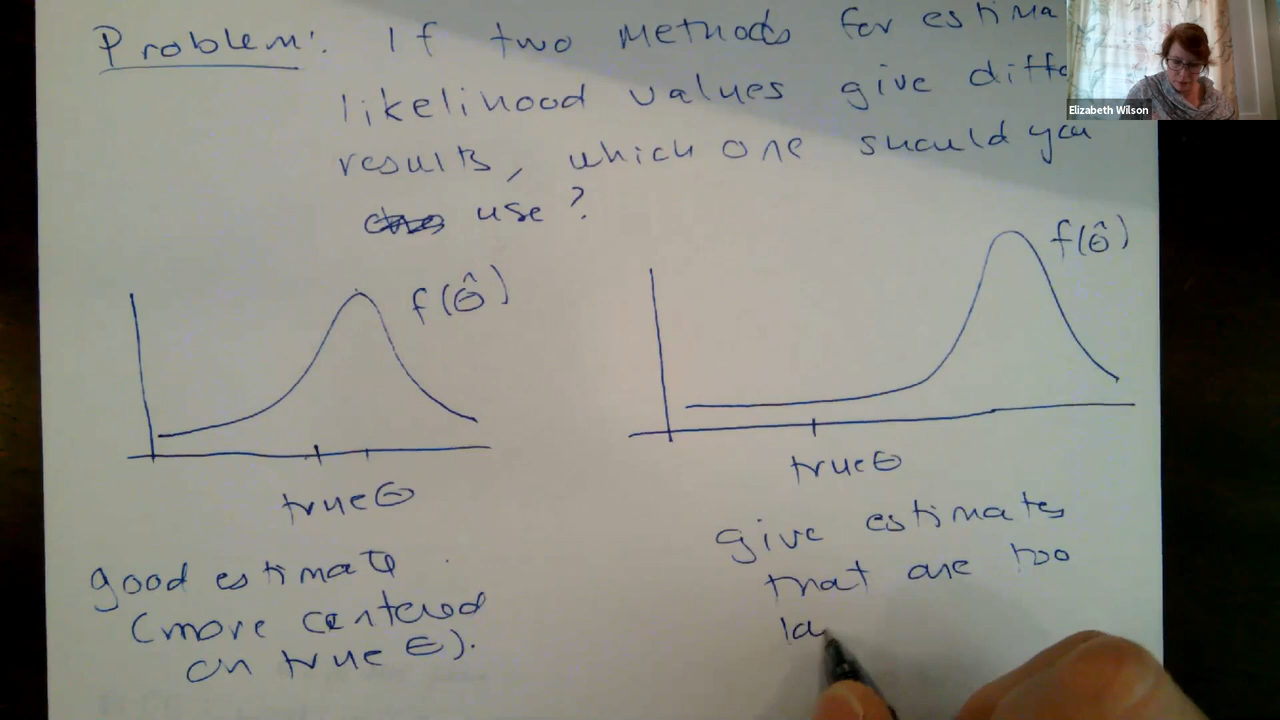 Problem: If two methods for estima
likelihood values give diffe
results, which one should you
use?
f(θ̂)
f(θ̂)
true θ
true θ
good estimate
(more centered
on true θ).
give estimates
that are too
la
Elizabeth Wilson